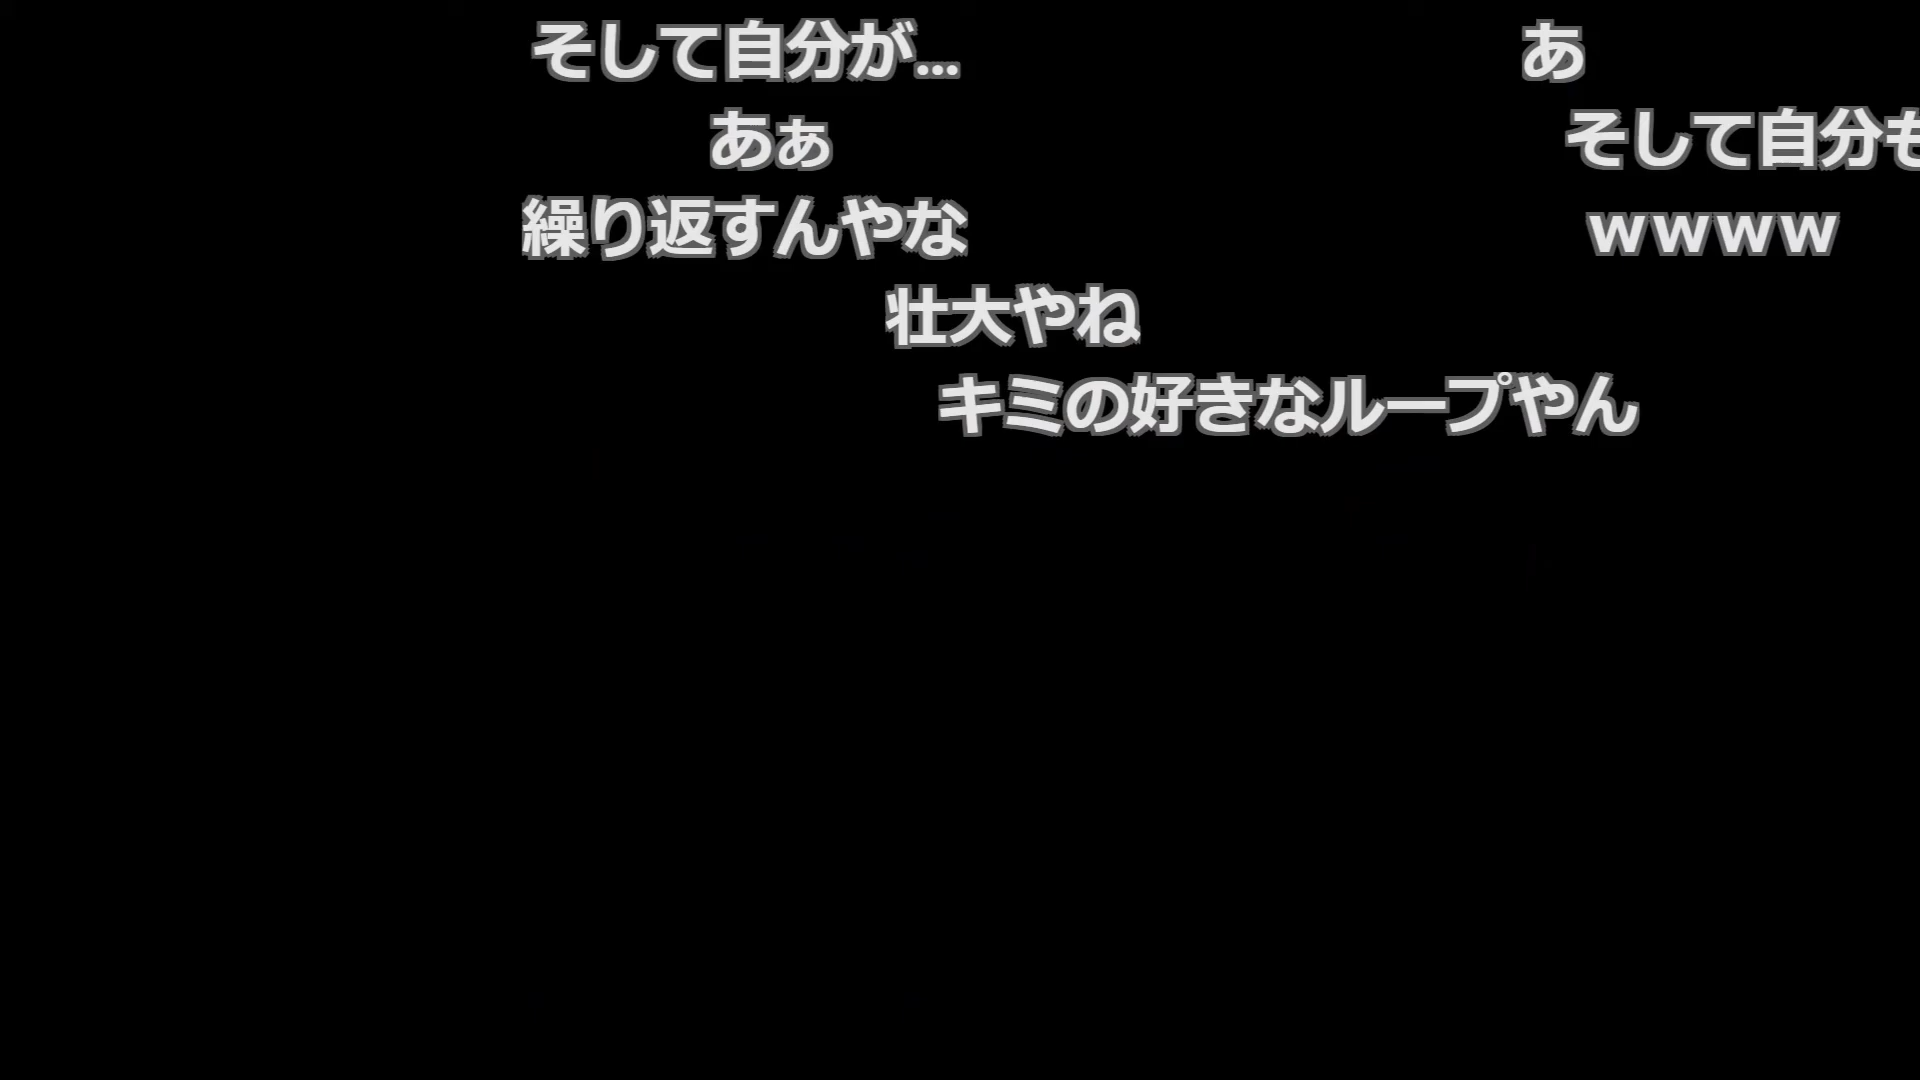 そして自分が...
あ
あぁ
そして自分も
繰り返すんやな
wwww
壮大やね
キミの好きなループやん